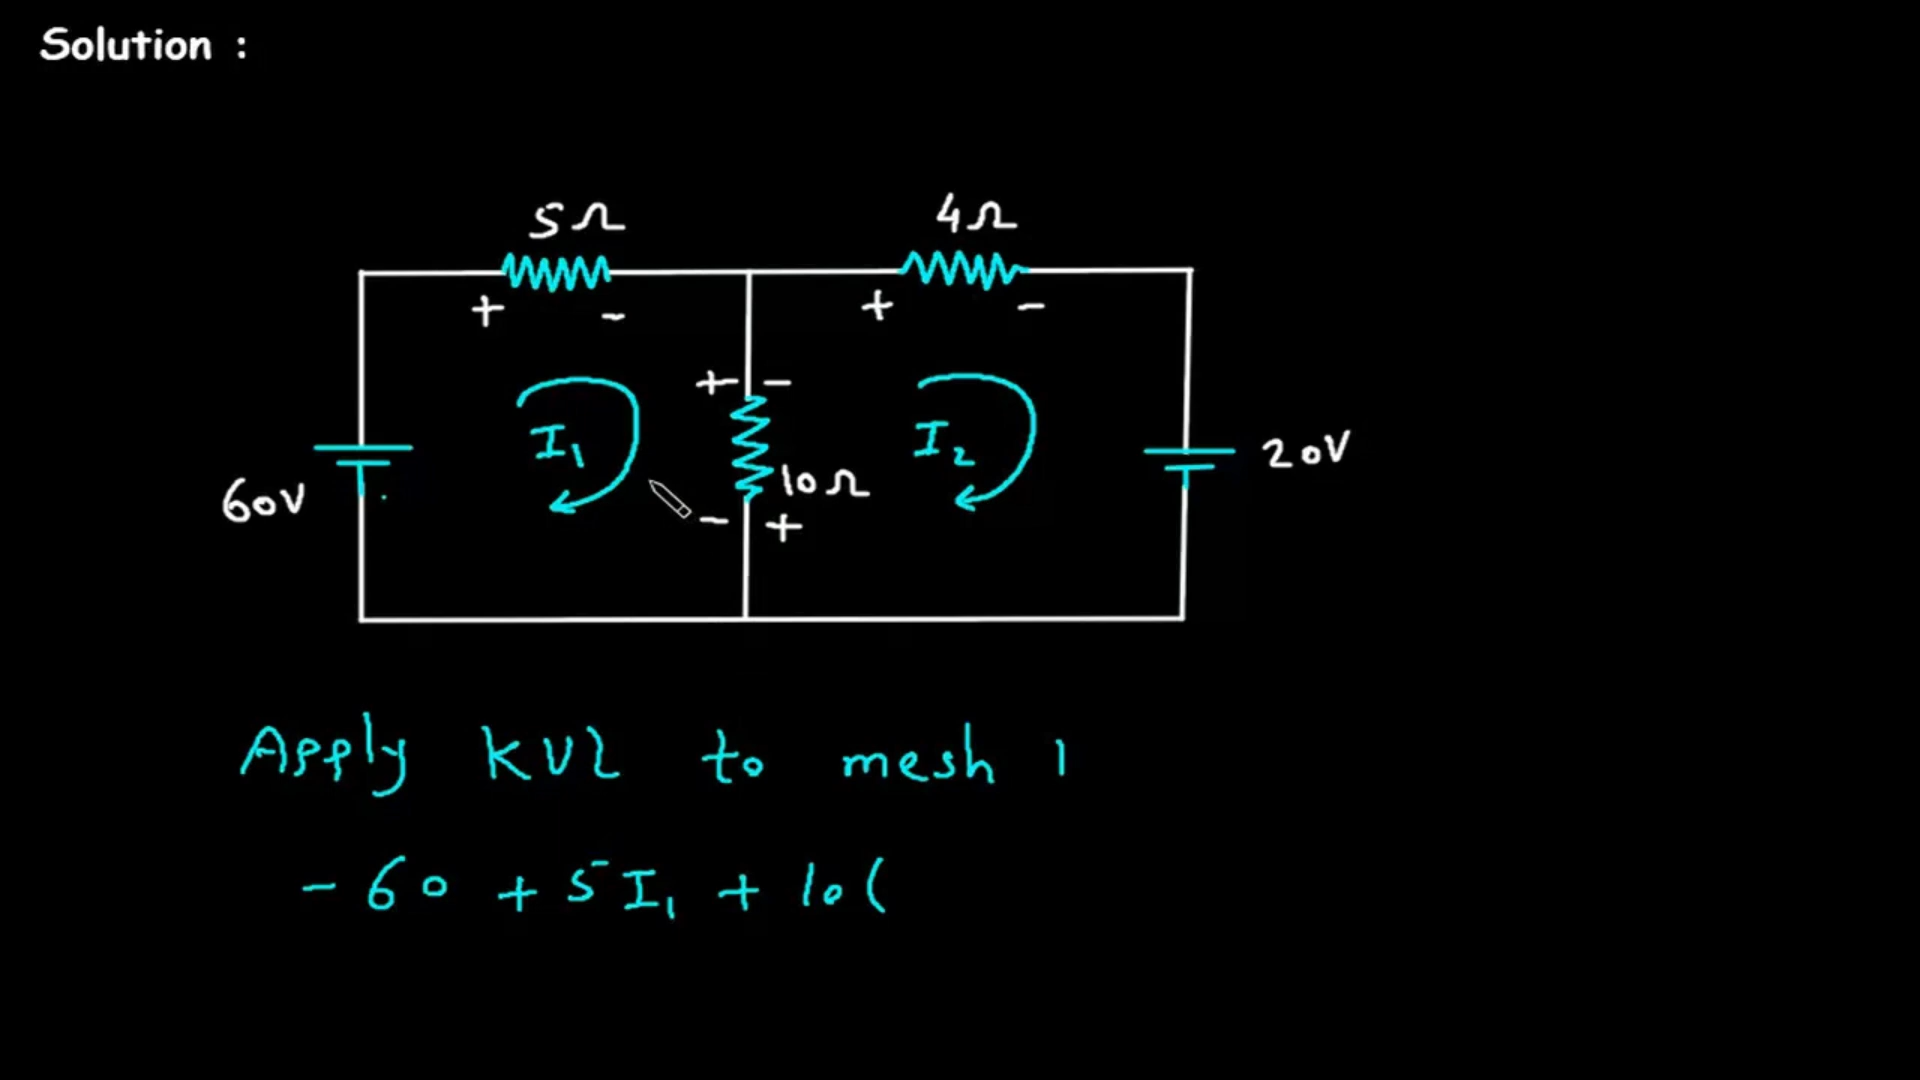 Solution :
5Ω 4Ω
+ - + -
+ -
I₁ I₂
60V 10Ω 20V
- +
Apply KVL to mesh 1
- 60 + 5I₁ + 10(